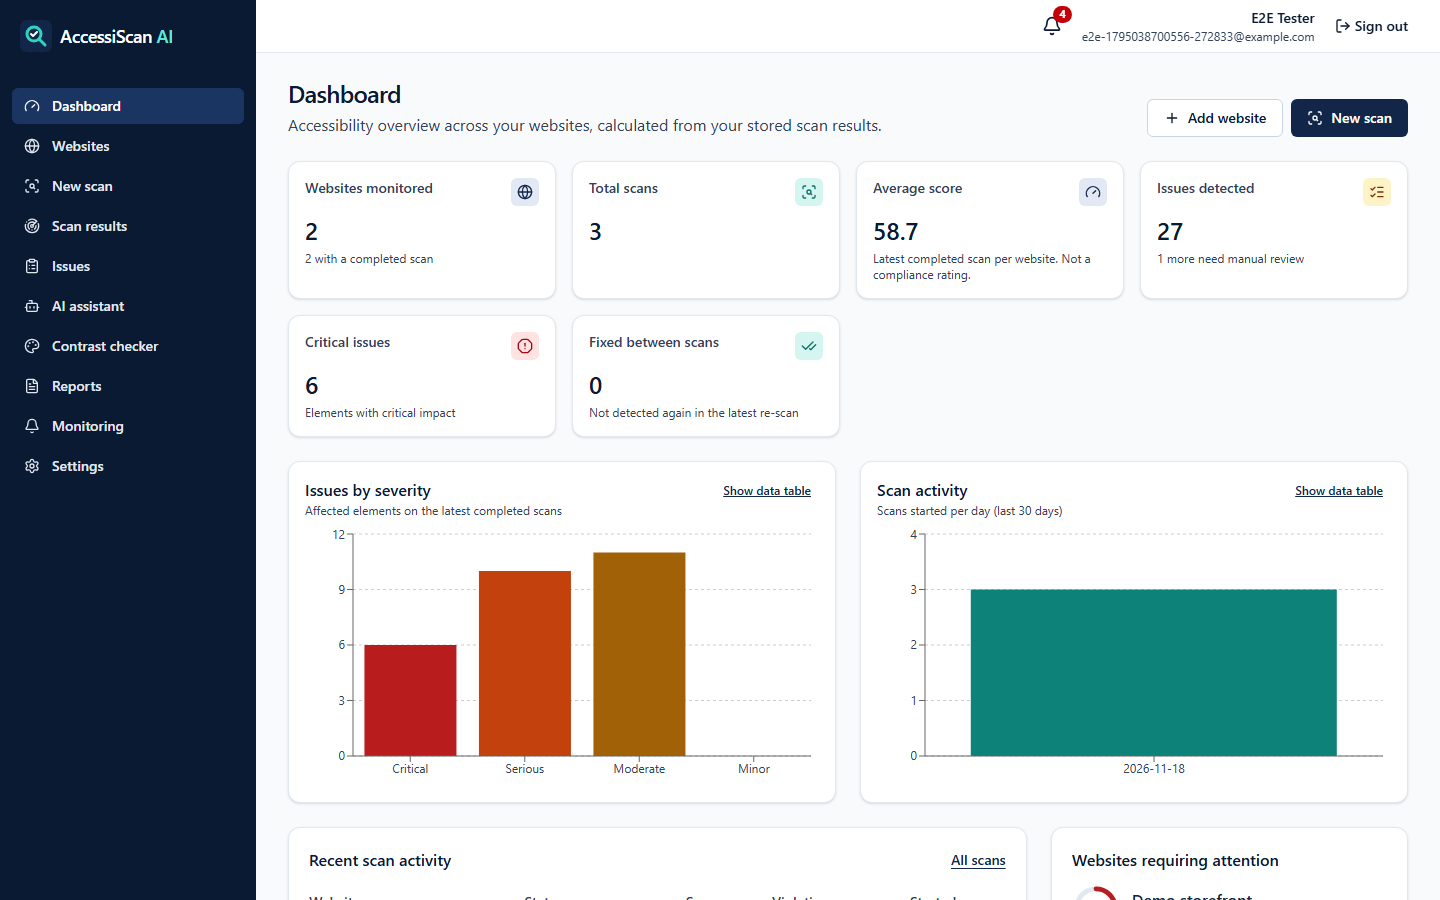 AccessiScan AI
Dashboard
Websites
New scan
Scan results
Issues
AI assistant
Contrast checker
Reports
Monitoring
Settings
4
E2E Tester
e2e-1795038700556-272833@example.com
Sign out
Dashboard
Accessibility overview across your websites, calculated from your stored scan results.
Add website
New scan
Websites monitored
2
2 with a completed scan
Total scans
3
Average score
58.7
Latest completed scan per website. Not a
compliance rating.
Issues detected
27
1 more need manual review
Critical issues
6
Elements with critical impact
Fixed between scans
0
Not detected again in the latest re-scan
Issues by severity
Show data table
Affected elements on the latest completed scans
12
9
6
3
0
Critical Serious Moderate Minor
Scan activity
Show data table
Scans started per day (last 30 days)
4
3
2
1
0
2026-11-18
Recent scan activity
All scans
Websites requiring attention
Demo storefront